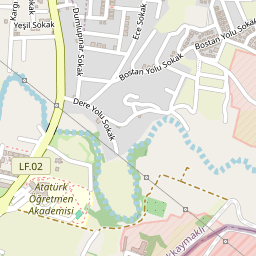 Yeşil Sokak
Dumlupınar Sokak
Ece Sokak
Bostan Yolu Sokak
Bostan Yolu Sokak
Dere Yolu Sokak
LF.02
Atatürk
Öğretmen
Akademisi